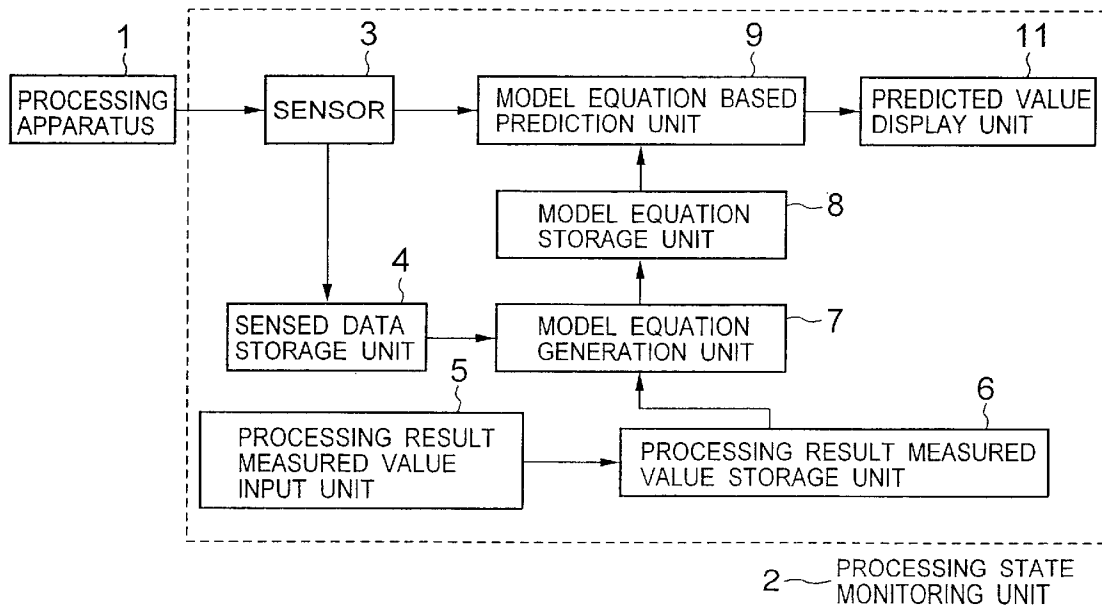 1
3
9
11
PROCESSING
APPARATUS
SENSOR
MODEL EQUATION BASED
PREDICTION UNIT
PREDICTED VALUE
DISPLAY UNIT
MODEL EQUATION
STORAGE UNIT
8
4
SENSED DATA
STORAGE UNIT
MODEL EQUATION
GENERATION UNIT
7
5
6
PROCESSING RESULT
MEASURED VALUE
INPUT UNIT
PROCESSING RESULT MEASURED
VALUE STORAGE UNIT
2
PROCESSING STATE
MONITORING UNIT